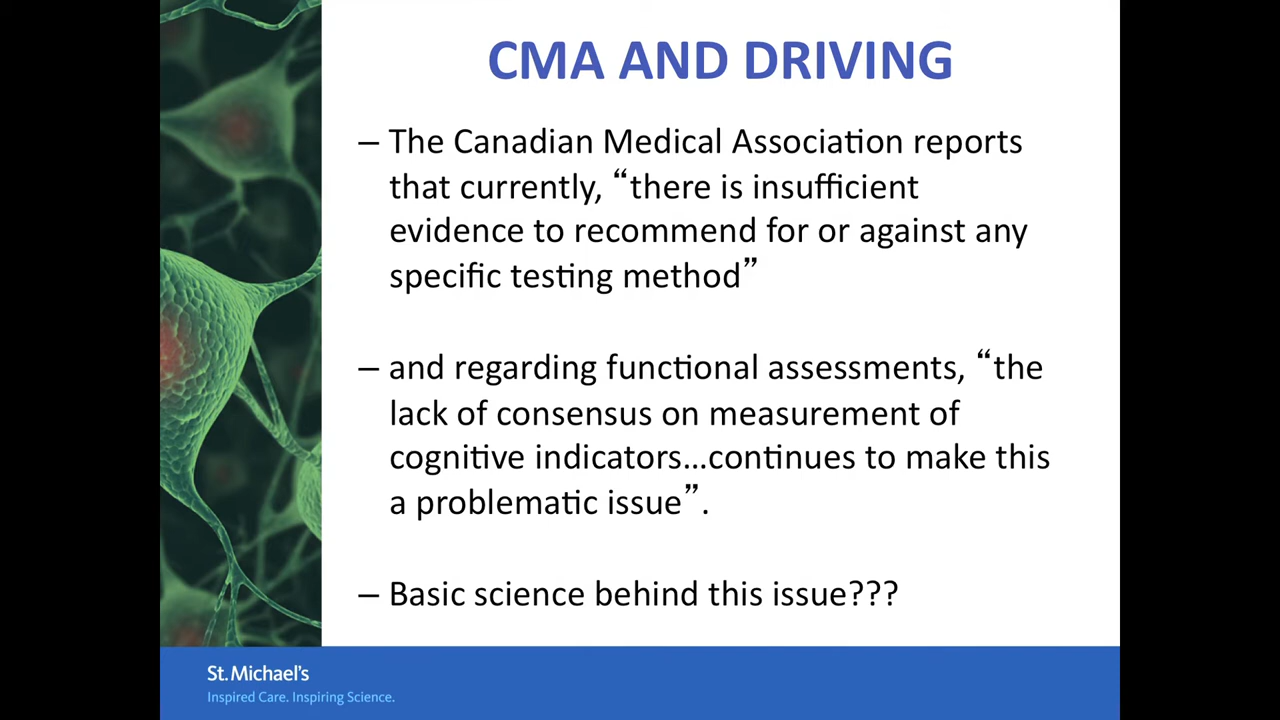 CMA AND DRIVING
– The Canadian Medical Association reports
that currently, “there is insufficient
evidence to recommend for or against any
specific testing method”
– and regarding functional assessments, “the
lack of consensus on measurement of
cognitive indicators…continues to make this
a problematic issue”.
– Basic science behind this issue???
St. Michael's
Inspired Care. Inspiring Science.